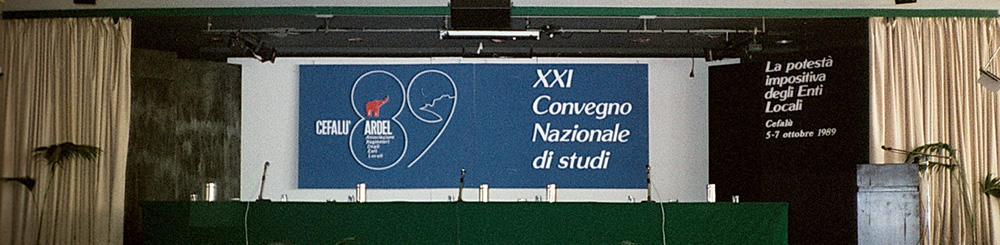 CEFALU' ARDEL
Associazione
Ragionieri
Degli
Enti
Locali
89
XXI
Convegno
Nazionale
di studi
La potestà
impositiva
degli Enti
Locali
Cefalù
5-7 ottobre 1989